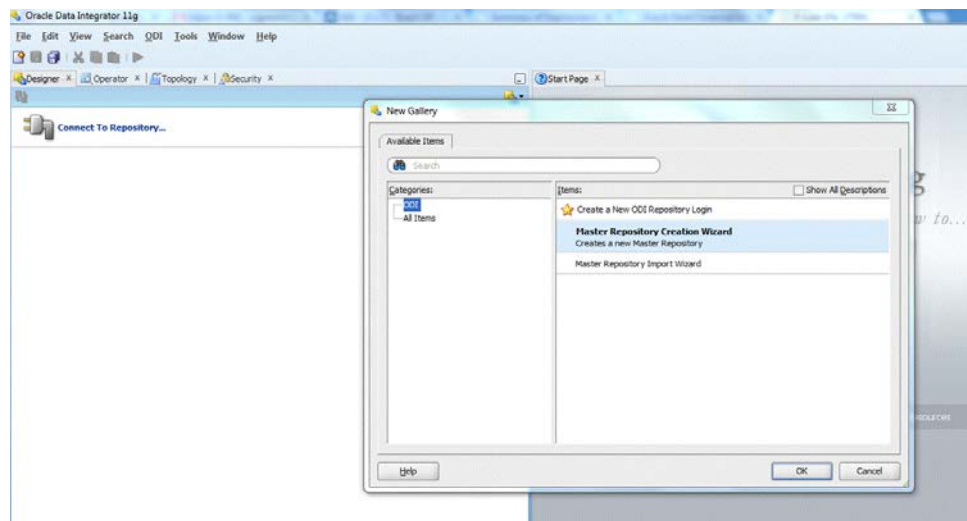 Oracle Data Integrator 11g
File Edit View Search ODI Tools Window Help
Designer Operator Topology Security
Start Page
Connect To Repository...
New Gallery
Available Items
Search
Categories:
ODI
All Items
Items:
Show All Descriptions
Create a New ODI Repository Login
Master Repository Creation Wizard
Creates a new Master Repository
Master Repository Import Wizard
g
w to...
Help
OK
Cancel